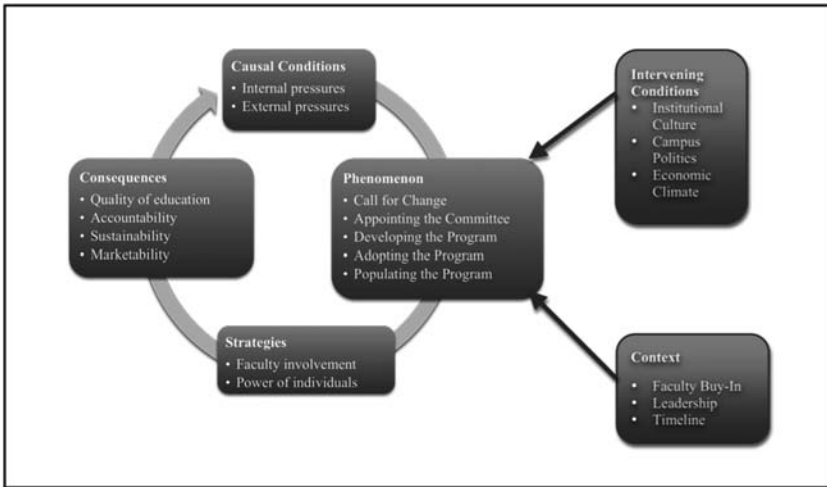 Causal Conditions
• Internal pressures
• External pressures
Intervening
Conditions
• Institutional
Culture
• Campus
Politics
• Economic
Climate
Consequences
• Quality of education
• Accountability
• Sustainability
• Marketability
Phenomenon
• Call for Change
• Appointing the Committee
• Developing the Program
• Adopting the Program
• Populating the Program
Strategies
• Faculty involvement
• Power of individuals
Context
• Faculty Buy-In
• Leadership
• Timeline